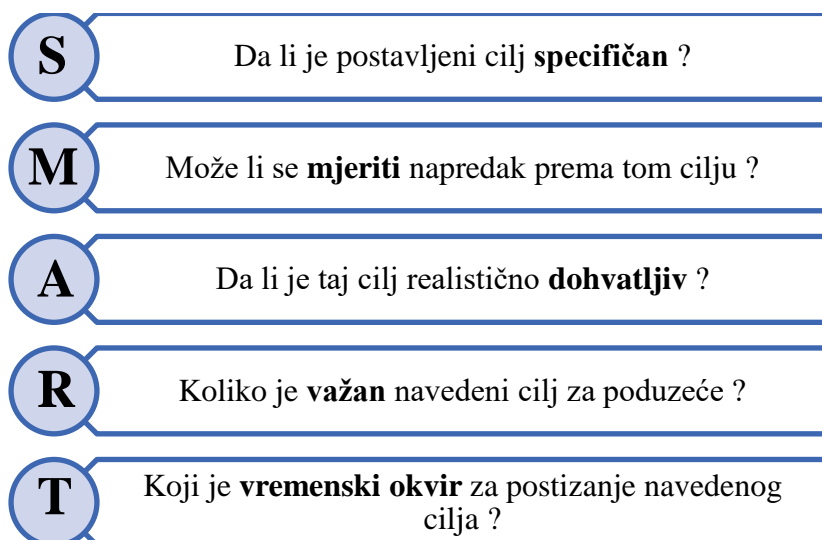 S
Da li je postavljeni cilj specifičan ?
M
Može li se mjeriti napredak prema tom cilju ?
A
Da li je taj cilj realistično dohvatljiv ?
R
Koliko je važan navedeni cilj za poduzeće ?
T
Koji je vremenski okvir za postizanje navedenog
cilja ?